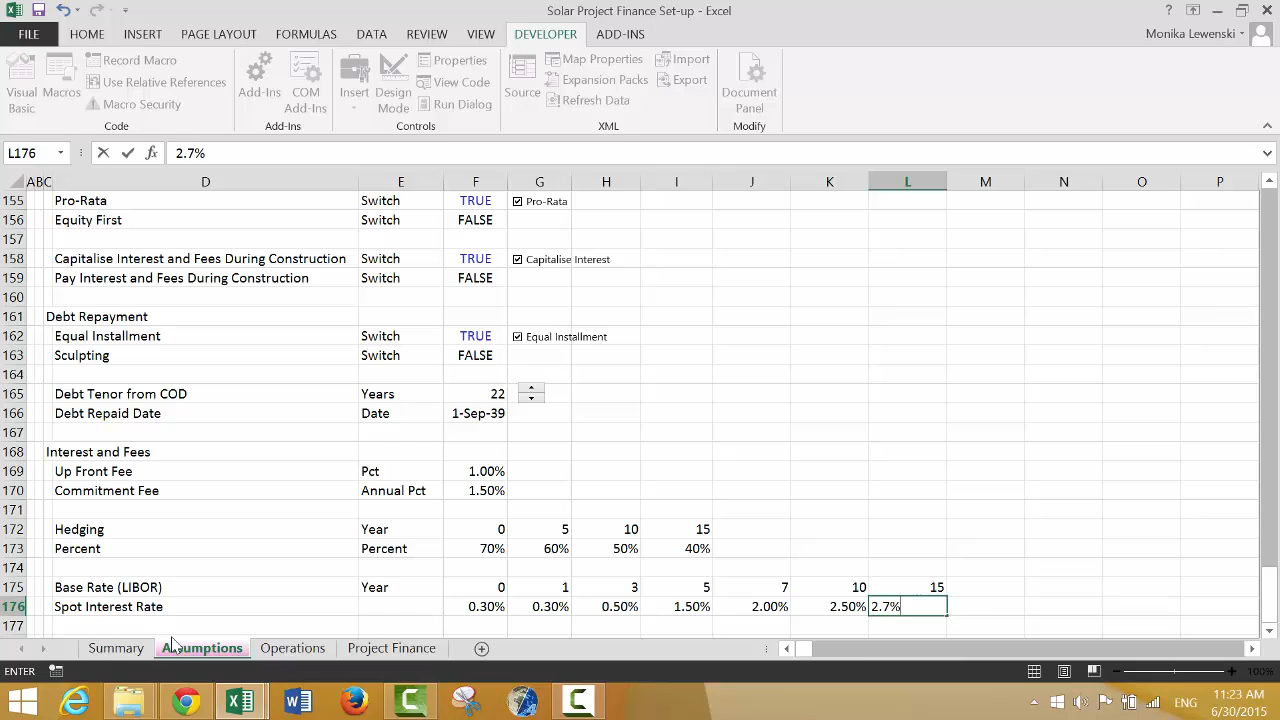 Solar Project Finance Set-up - Excel
?
FILE HOME INSERT PAGE LAYOUT FORMULAS DATA REVIEW VIEW DEVELOPER ADD-INS Monika Lewenski
Record Macro Properties Map Properties Import
Use Relative References View Code Expansion Packs Export
Macro Security Run Dialog Refresh Data
Visual Basic Macros Add-Ins COM Add-Ins Insert Design Mode Source Document Panel
Code Add-Ins Controls XML Modify
L176 fx 2.7%
A B C D E F G H I J K L M N O P
155 Pro-Rata Switch TRUE Pro-Rata
156 Equity First Switch FALSE
157
158 Capitalise Interest and Fees During Construction Switch TRUE Capitalise Interest
159 Pay Interest and Fees During Construction Switch FALSE
160
161 Debt Repayment
162 Equal Installment Switch TRUE Equal Installment
163 Sculpting Switch FALSE
164
165 Debt Tenor from COD Years 22
166 Debt Repaid Date Date 1-Sep-39
167
168 Interest and Fees
169 Up Front Fee Pct 1.00%
170 Commitment Fee Annual Pct 1.50%
171
172 Hedging Year 0 5 10 15
173 Percent Percent 70% 60% 50% 40%
174
175 Base Rate (LIBOR) Year 0 1 3 5 7 10 15
176 Spot Interest Rate 0.30% 0.30% 0.50% 1.50% 2.00% 2.50% 2.7%
177
Summary Assumptions Operations Project Finance
ENTER 100%
ENG 11:23 AM
6/30/2015